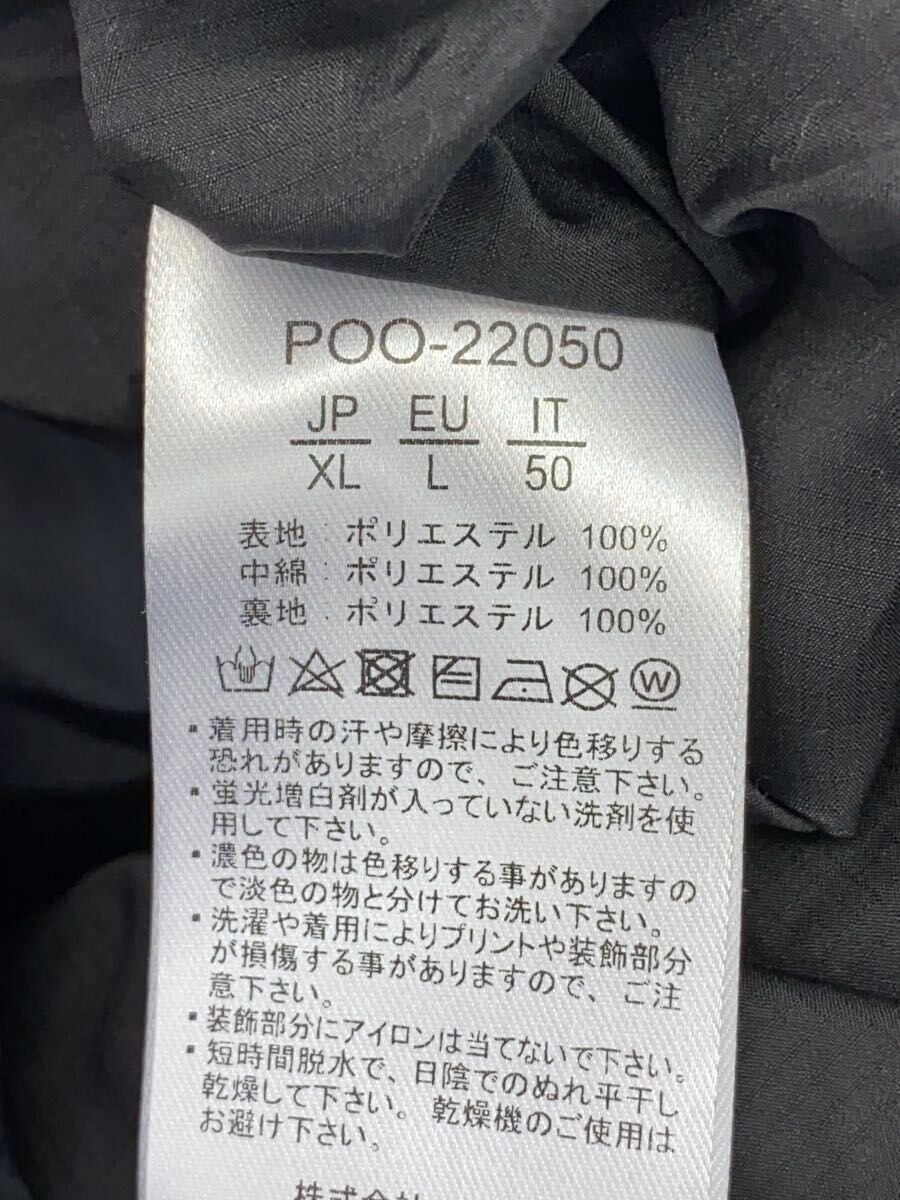 POO-22050
JP EU IT
XL L 50
表地:ポリエステル 100%
中綿:ポリエステル 100%
裏地:ポリエステル 100%
W
・着用時の汗や摩擦により色移りする
恐れがありますので、ご注意下さい。
・蛍光増白剤が入っていない洗剤を使
用して下さい。
・濃色の物は色移りする事がありますの
で淡色の物と分けてお洗い下さい。
・洗濯や着用によりプリントや装飾部分
が損傷する事がありますので、ご注
意下さい。
・装飾部分にアイロンは当てないで下さい。
・短時間脱水で、日陰でのぬれ平干し
乾燥して下さい。乾燥機のご使用は
お避け下さい。
株式会社